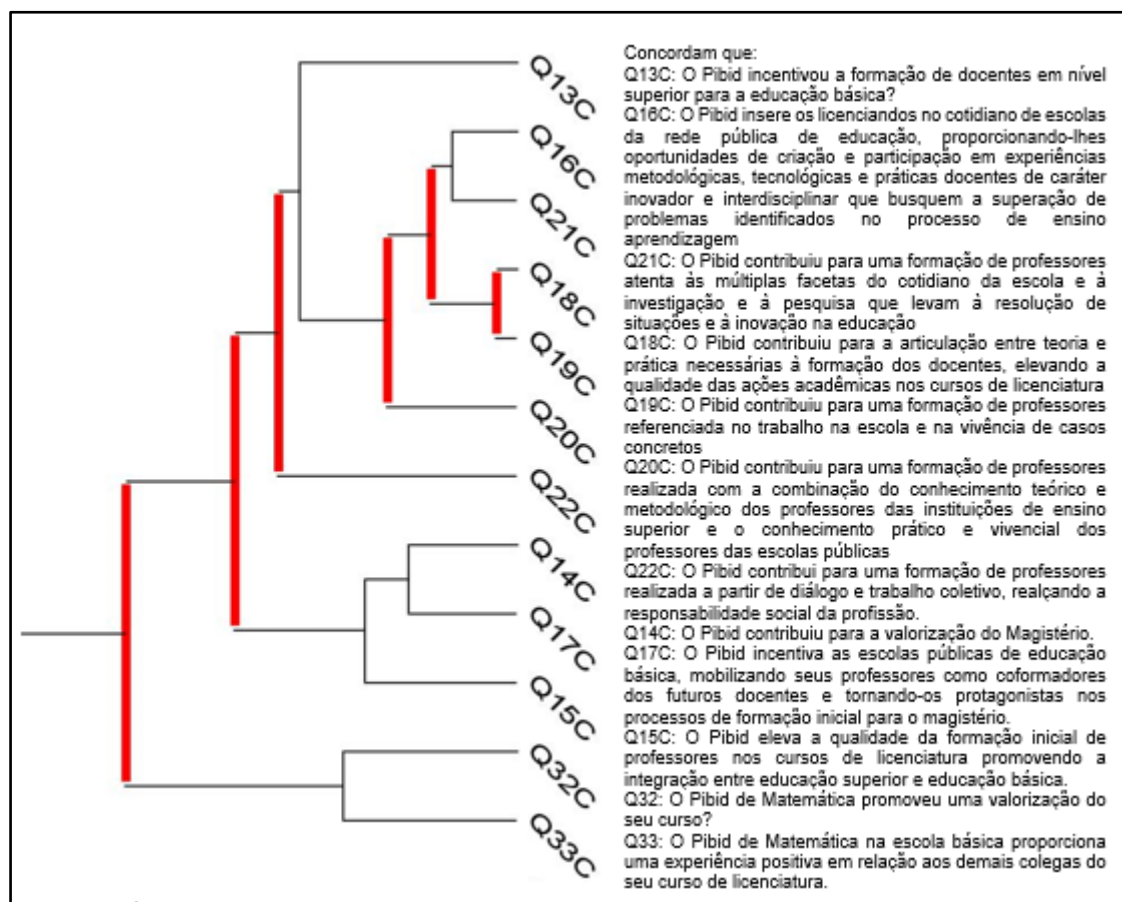 Q13C
Q16C
Q21C
Q18C
Q19C
Q20C
Q22C
Q14C
Q17C
Q15C
Q32C
Q33C
Concordam que:
Q13C: O Pibid incentivou a formação de docentes em nível
superior para a educação básica?
Q16C: O Pibid insere os licenciandos no cotidiano de escolas
da rede pública de educação, proporcionando-lhes
oportunidades de criação e participação em experiências
metodológicas, tecnológicas e práticas docentes de caráter
inovador e interdisciplinar que busquem a superação de
problemas identificados no processo de ensino
aprendizagem
Q21C: O Pibid contribuiu para uma formação de professores
atenta às múltiplas facetas do cotidiano da escola e à
investigação e à pesquisa que levam à resolução de
situações e à inovação na educação
Q18C: O Pibid contribuiu para a articulação entre teoria e
prática necessárias à formação dos docentes, elevando a
qualidade das ações acadêmicas nos cursos de licenciatura
Q19C: O Pibid contribuiu para uma formação de professores
referenciada no trabalho na escola e na vivência de casos
concretos
Q20C: O Pibid contribuiu para uma formação de professores
realizada com a combinação do conhecimento teórico e
metodológico dos professores das instituições de ensino
superior e o conhecimento prático e vivencial dos
professores das escolas públicas
Q22C: O Pibid contribui para uma formação de professores
realizada a partir de diálogo e trabalho coletivo, realçando a
responsabilidade social da profissão.
Q14C: O Pibid contribuiu para a valorização do Magistério.
Q17C: O Pibid incentiva as escolas públicas de educação
básica, mobilizando seus professores como coformadores
dos futuros docentes e tornando-os protagonistas nos
processos de formação inicial para o magistério.
Q15C: O Pibid eleva a qualidade da formação inicial de
professores nos cursos de licenciatura promovendo a
integração entre educação superior e educação básica.
Q32: O Pibid de Matemática promoveu uma valorização do
seu curso?
Q33: O Pibid de Matemática na escola básica proporciona
uma experiência positiva em relação aos demais colegas do
seu curso de licenciatura.